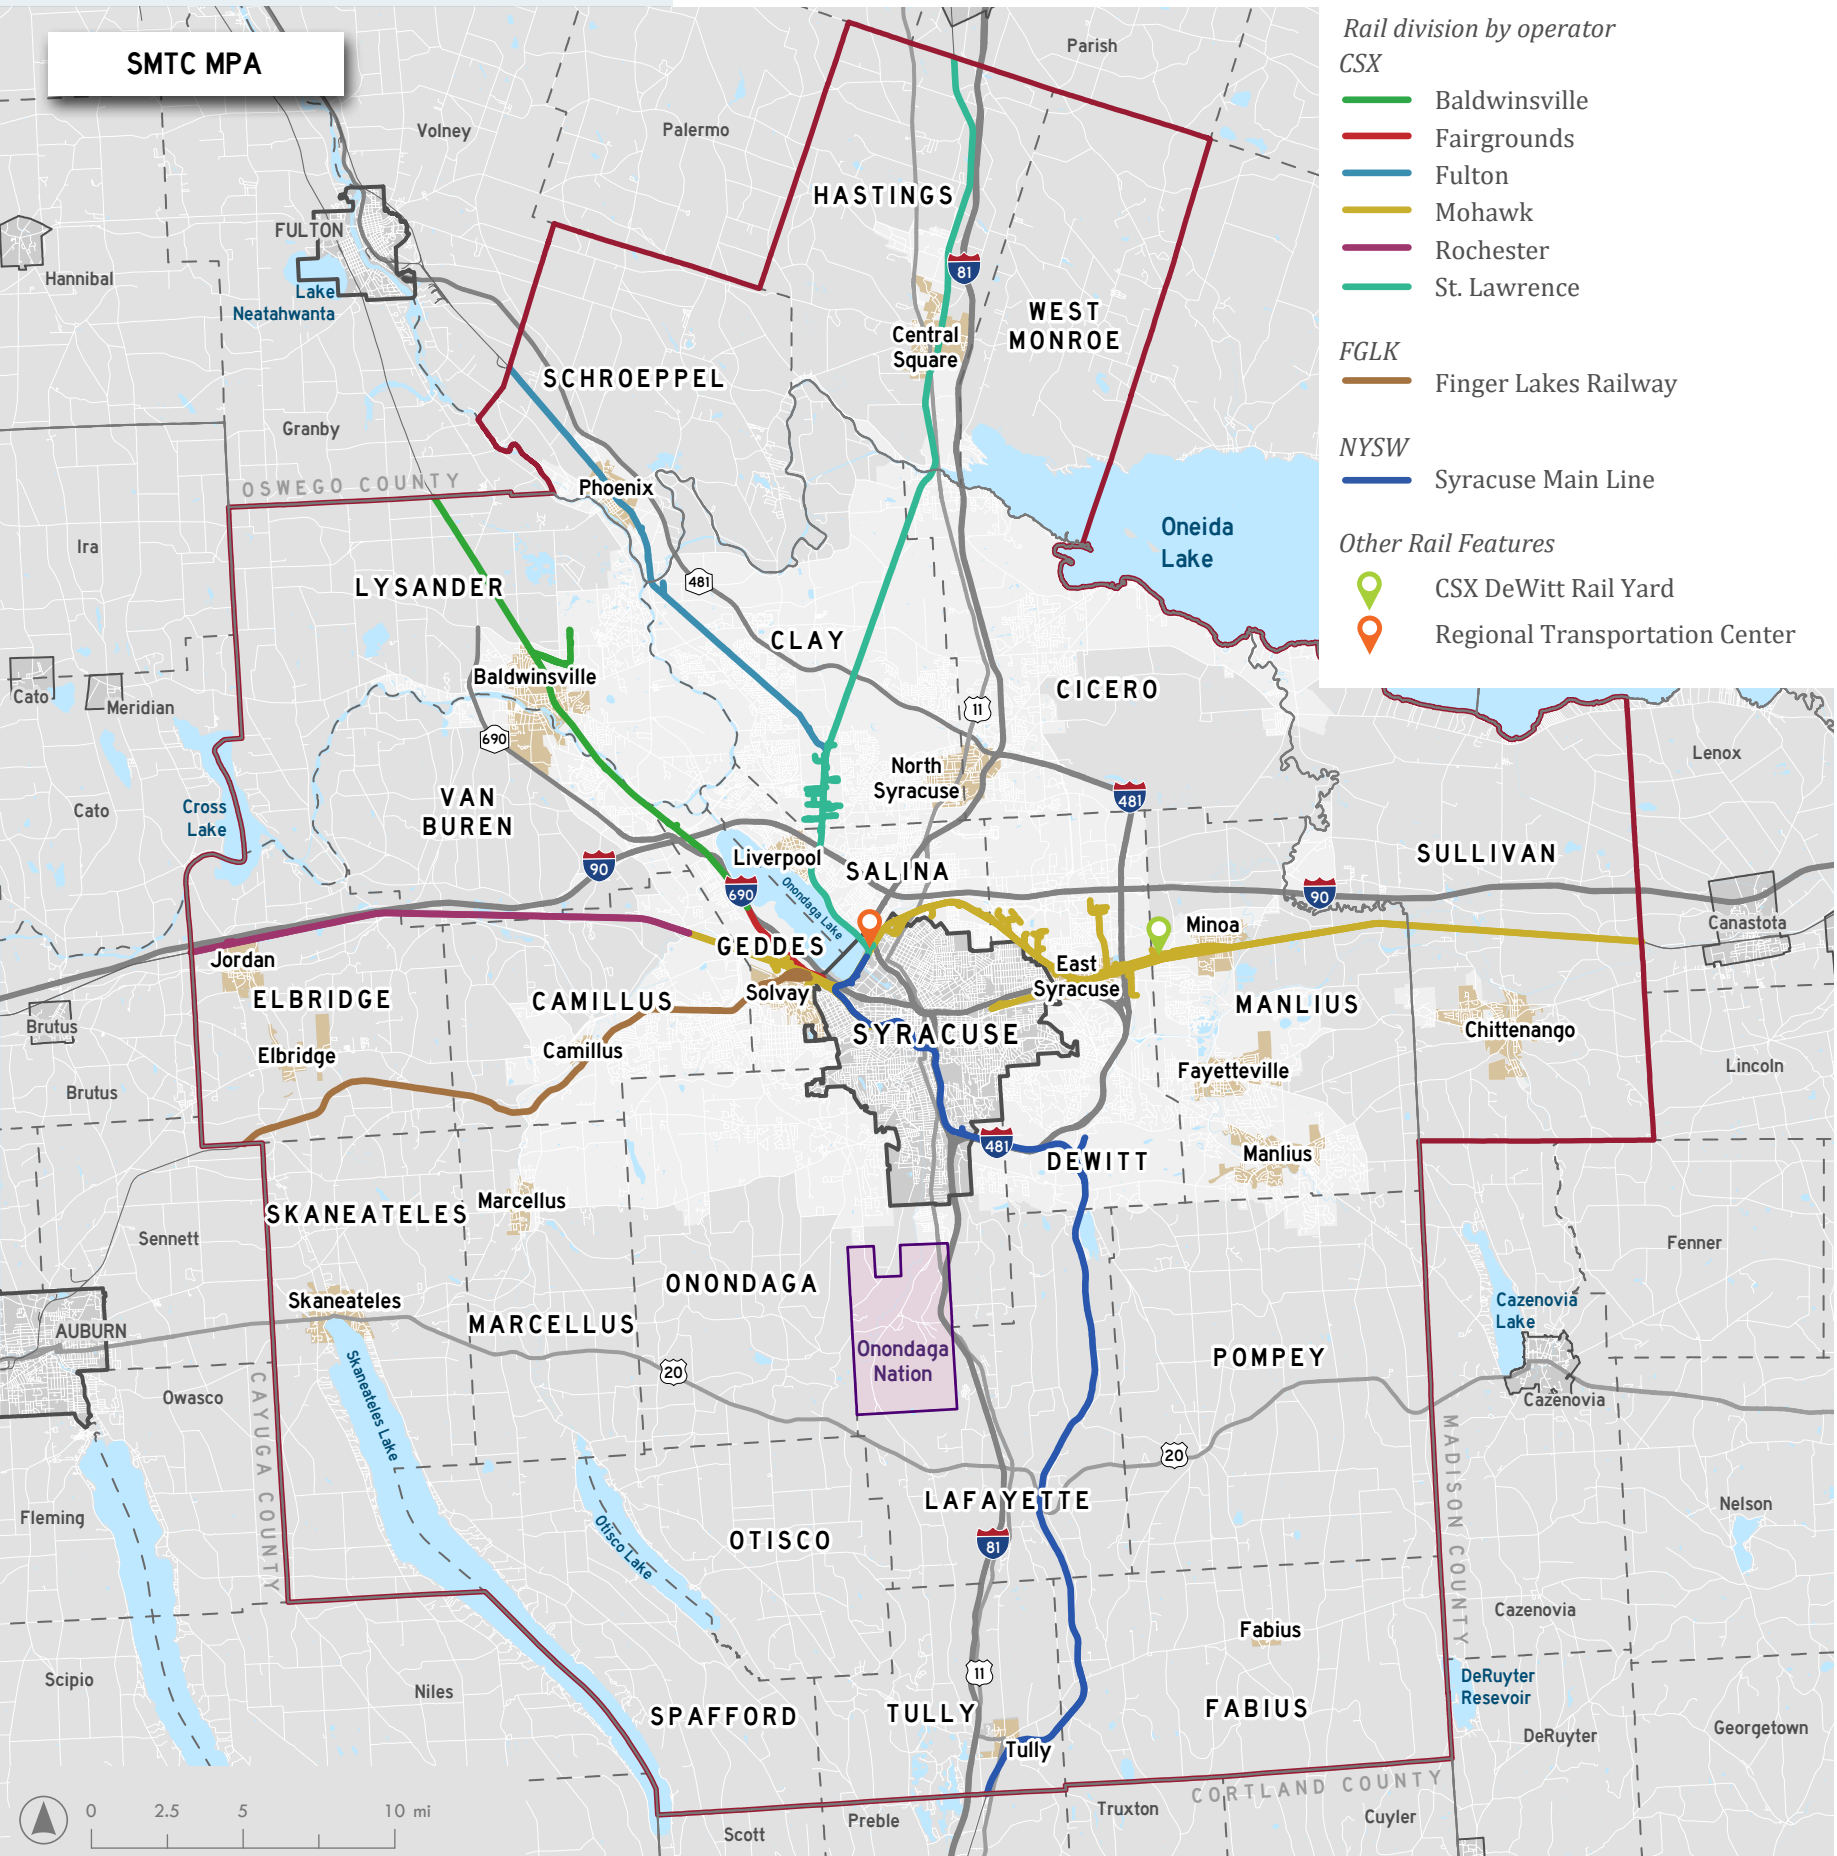 SMTC MPA
Rail division by operator
CSX
Baldwinsville
Fairgrounds
Fulton
Mohawk
Rochester
St. Lawrence
FGLK
Finger Lakes Railway
NYSW
Syracuse Main Line
Other Rail Features
CSX DeWitt Rail Yard
Regional Transportation Center
Parish
Volney
Palermo
HASTINGS
FULTON
Hannibal
81
Lake
Neatahwanta
WEST
MONROE
Central
Square
SCHROEPPEL
Granby
OSWEGO COUNTY
Phoenix
Oneida
Lake
Ira
481
LYSANDER
CLAY
Baldwinsville
CICERO
Cato
Meridian
11
690
Lenox
North
Syracuse
VAN
BUREN
481
Cato
Cross
Lake
Liverpool
SALINA
SULLIVAN
90
690
90
Onondaga Lake
Minoa
Canastota
GEDDES
Jordan
East
Syracuse
Solvay
ELBRIDGE
CAMILLUS
MANLIUS
Brutus
SYRACUSE
Chittenango
Elbridge
Camillus
Fayetteville
Lincoln
Brutus
481
DEWITT
Manlius
Marcellus
SKANEATELES
Sennett
Fenner
ONONDAGA
Skaneateles
Cazenovia
Lake
AUBURN
MARCELLUS
Onondaga
Nation
POMPEY
20
Owasco
Cazenovia
Skaneateles Lake
CAYUGA COUNTY
MADISON COUNTY
20
LAFAYETTE
Fleming
Nelson
OTISCO
Otisco Lake
81
Cazenovia
Fabius
11
Scipio
Niles
DeRuyter
Resevoir
SPAFFORD
TULLY
FABIUS
DeRuyter
Georgetown
Tully
CORTLAND COUNTY
0 2.5 5 10 mi
Truxton
Preble
Cuyler
Scott